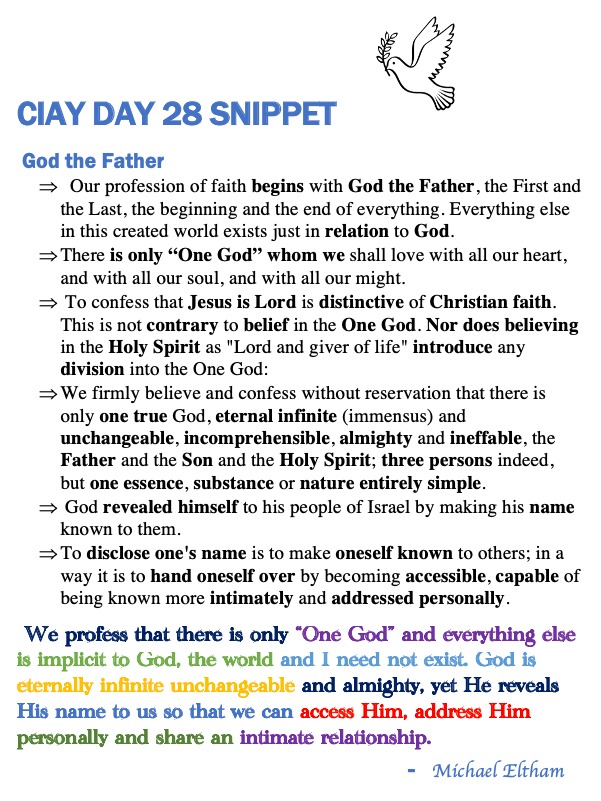 CIAY DAY 28 SNIPPET
God the Father
⇒ Our profession of faith begins with God the Father, the First and
the Last, the beginning and the end of everything. Everything else
in this created world exists just in relation to God.
⇒ There is only “One God” whom we shall love with all our heart,
and with all our soul, and with all our might.
⇒ To confess that Jesus is Lord is distinctive of Christian faith.
This is not contrary to belief in the One God. Nor does believing
in the Holy Spirit as "Lord and giver of life" introduce any
division into the One God:
⇒ We firmly believe and confess without reservation that there is
only one true God, eternal infinite (immensus) and
unchangeable, incomprehensible, almighty and ineffable, the
Father and the Son and the Holy Spirit; three persons indeed,
but one essence, substance or nature entirely simple.
⇒ God revealed himself to his people of Israel by making his name
known to them.
⇒ To disclose one's name is to make oneself known to others; in a
way it is to hand oneself over by becoming accessible, capable of
being known more intimately and addressed personally.
We profess that there is only “One God” and everything else
is implicit to God, the world and I need not exist. God is
eternally infinite unchangeable and almighty, yet He reveals
His name to us so that we can access Him, address Him
personally and share an intimate relationship.
- Michael Eltham